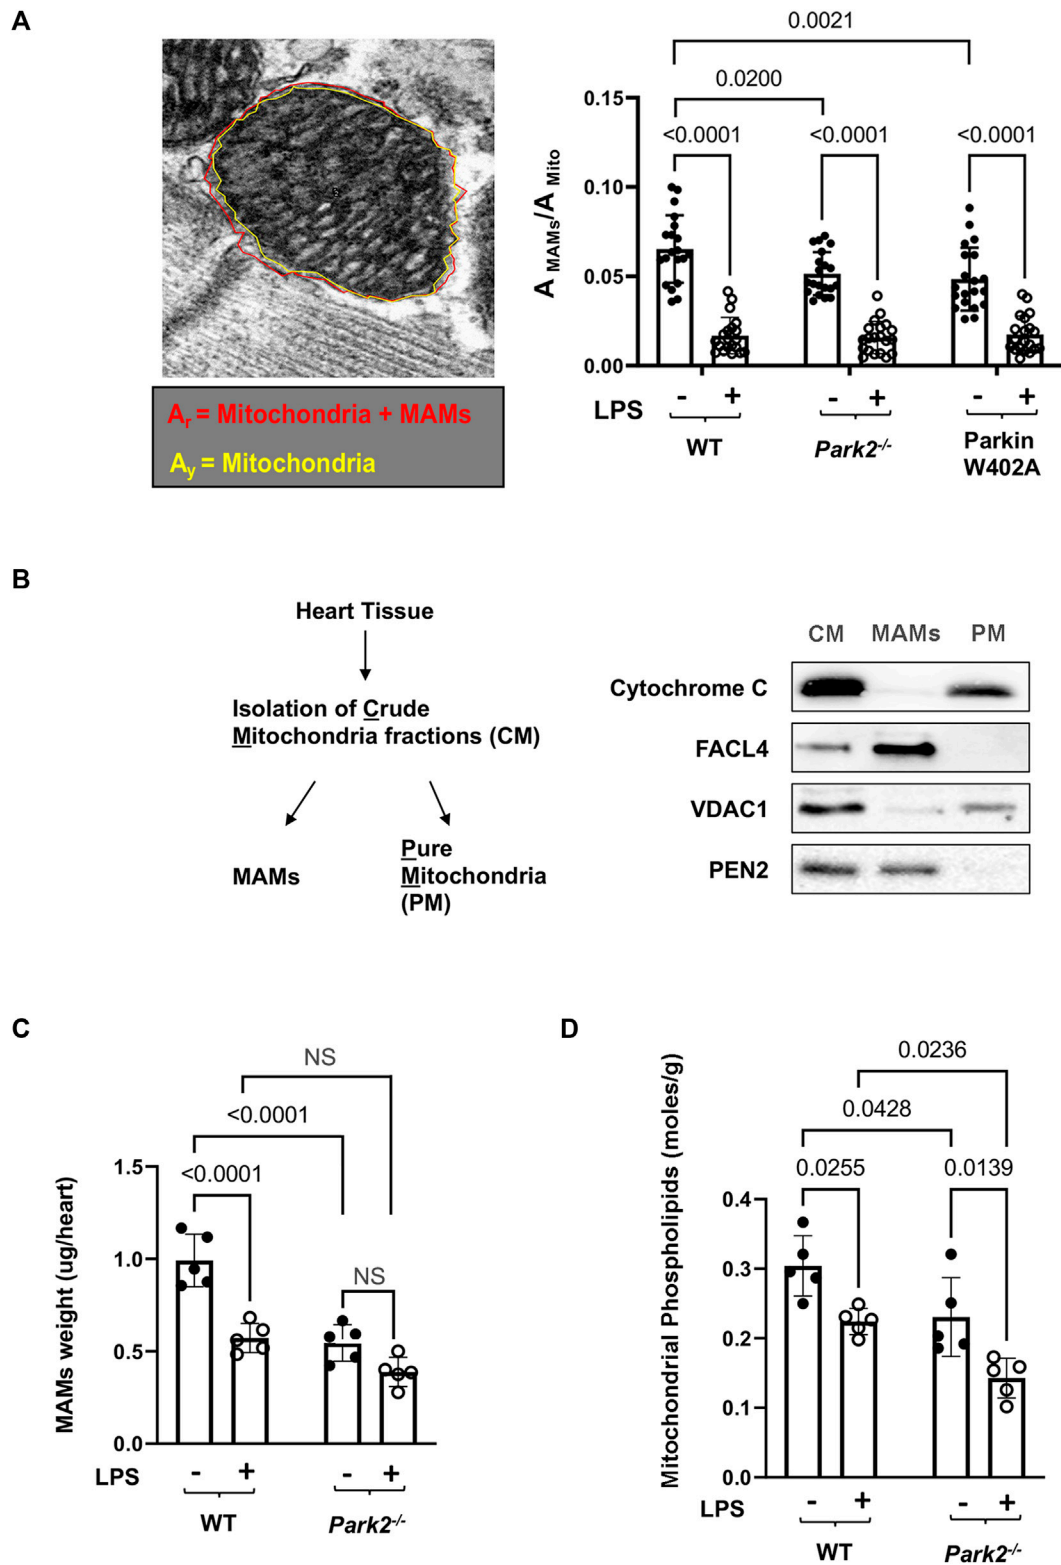 A
A_r = Mitochondria + MAMs
A_y = Mitochondria
0.0021
0.0200
<0.0001 <0.0001 <0.0001
A MAMs/A Mito
0.15
0.10
0.05
0.00
LPS - + - + - +
WT Park2-/- Parkin
W402A
B
Heart Tissue
Isolation of Crude
Mitochondria fractions (CM)
MAMs
Pure
Mitochondria
(PM)
CM MAMs PM
Cytochrome C
FACL4
VDAC1
PEN2
C
NS
<0.0001
<0.0001
NS
MAMs weight (ug/heart)
1.5
1.0
0.5
0.0
LPS - + - +
WT Park2-/-
D
0.0236
0.0428
0.0255 0.0139
Mitochondrial Phospholipids (moles/g)
0.4
0.3
0.2
0.1
0.0
LPS - + - +
WT Park2-/-